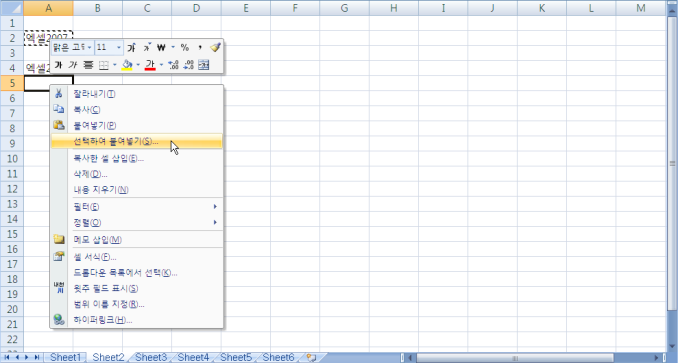 A B C D E F G H I J K L M
1
2 엑셀2007
맑은 고딕 11 가 가 ₩ % ,
3
가 가 가 .00 .00
4
5
6 잘라내기(T)
7 복사(C)
8 붙여넣기(P)
9 선택하여 붙여넣기(S)...
10 복사한 셀 삽입(E)...
11 삭제(D)...
12 내용 지우기(N)
13 필터(E)
14 정렬(O)
15 메모 삽입(M)
16
17 셀 서식(F)...
18 드롭다운 목록에서 선택(K)...
19 윗주 필드 표시(S)
20 범위 이름 지정(R)...
21 하이퍼링크(H)...
22
Sheet1 Sheet2 Sheet3 Sheet4 Sheet5 Sheet6